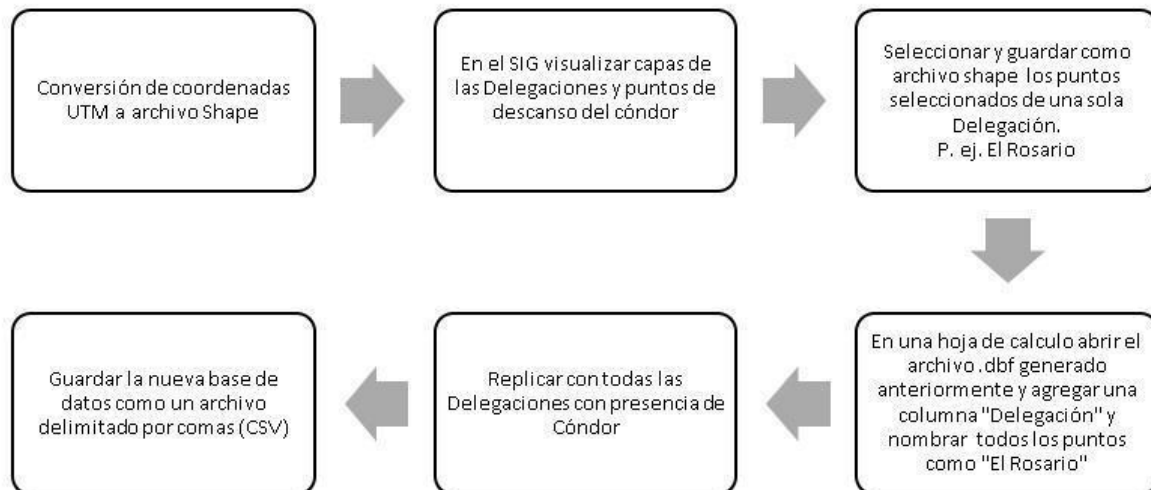 Conversión de coordenadas
UTM a archivo Shape
En el SIG visualizar capas de
las Delegaciones y puntos de
descanso del cóndor
Seleccionar y guardar como
archivo shape los puntos
seleccionados de una sola
Delegación.
P. ej. El Rosario
En una hoja de calculo abrir el
archivo .dbf generado
anteriormente y agregar una
columna "Delegación" y
nombrar todos los puntos
como "El Rosario"
Replicar con todas las
Delegaciones con presencia de
Cóndor
Guardar la nueva base de
datos como un archivo
delimitado por comas (CSV)